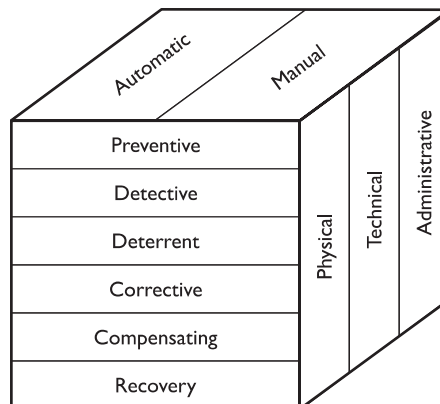 Automatic
Manual
Preventive
Detective
Deterrent
Corrective
Compensating
Recovery
Physical
Technical
Administrative